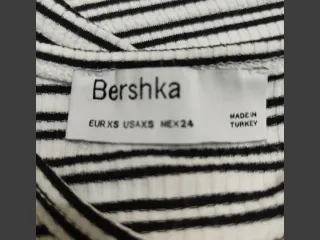 Bershka
EUR XS USA XS MEX 24
MADE IN
TURKEY